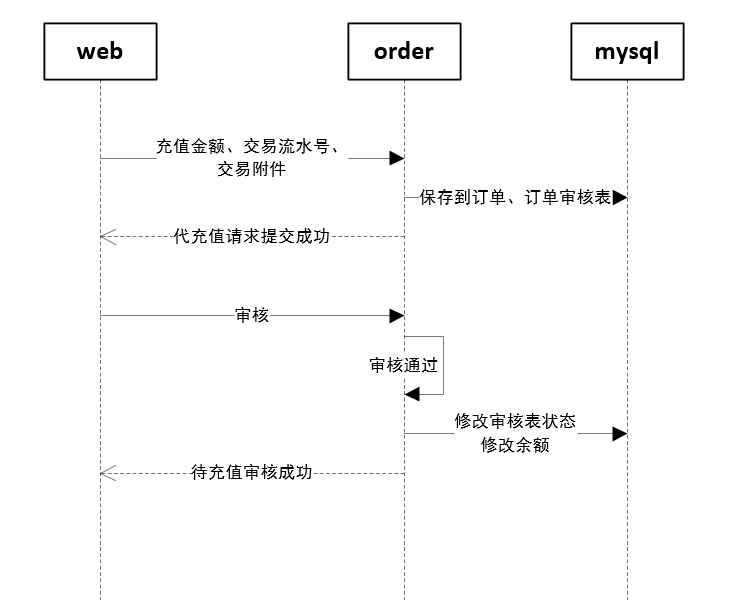 web
order
mysql
充值金额、交易流水号、
交易附件
保存到订单、订单审核表
代充值请求提交成功
审核
审核通过
修改审核表状态
修改余额
待充值审核成功